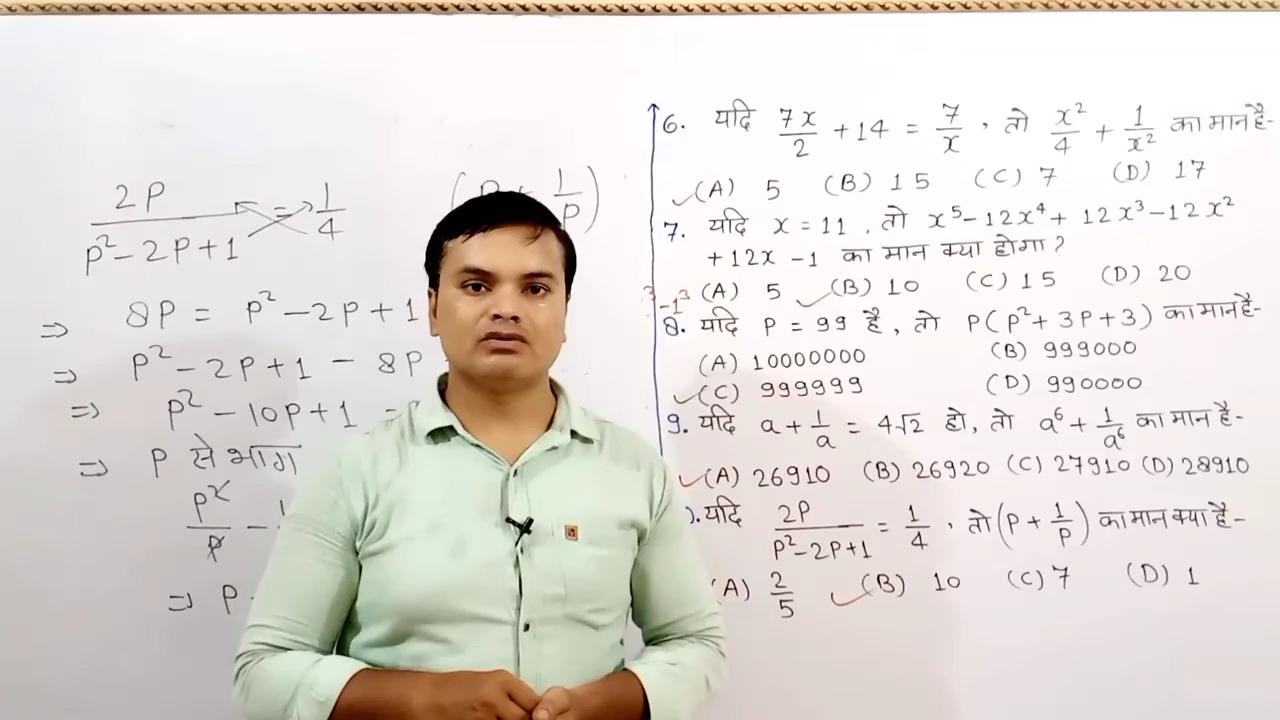 2P / (P² - 2P + 1) = 1/4
⇒ 8P = P² - 2P + 1
⇒ P² - 2P + 1 - 8P
⇒ P² - 10P + 1
⇒ P से भाग
P²/P -
⇒ P -
6. यदि 7x/2 + 14 = 7/x, तो x²/4 + 1/x² का मान है-
(A) 5 (B) 15 (C) 7 (D) 17
7. यदि x = 11, तो x⁵ - 12x⁴ + 12x³ - 12x²
+ 12x - 1 का मान क्या होगा?
(A) 5 (B) 10 (C) 15 (D) 20
8. यदि P = 99 है, तो P(P² + 3P + 3) का मान है-
(A) 10000000 (B) 999000
(C) 999999 (D) 990000
9. यदि a + 1/a = 4√2 हो, तो a⁶ + 1/a⁶ का मान है-
(A) 26910 (B) 26920 (C) 27910 (D) 28910
यदि 2P / (P² - 2P + 1) = 1/4, तो (P + 1/P) का मान क्या है-
(A) 2/5 (B) 10 (C) 7 (D) 1